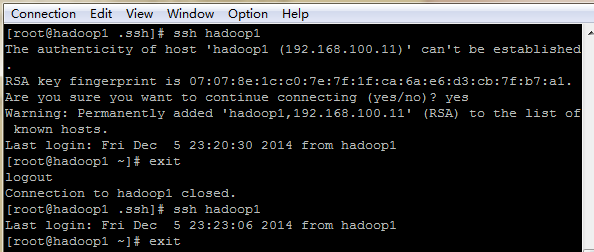 Connection Edit View Window Option Help
[root@hadoop1 .ssh]# ssh hadoop1
The authenticity of host 'hadoop1 (192.168.100.11)' can't be established
.
RSA key fingerprint is 07:07:8e:1c:c0:7e:7f:1f:ca:6a:e6:d3:cb:7f:b7:a1.
Are you sure you want to continue connecting (yes/no)? yes
Warning: Permanently added 'hadoop1,192.168.100.11' (RSA) to the list of
 known hosts.
Last login: Fri Dec  5 23:20:30 2014 from hadoop1
[root@hadoop1 ~]# exit
logout
Connection to hadoop1 closed.
[root@hadoop1 .ssh]# ssh hadoop1
Last login: Fri Dec  5 23:23:06 2014 from hadoop1
[root@hadoop1 ~]# exit